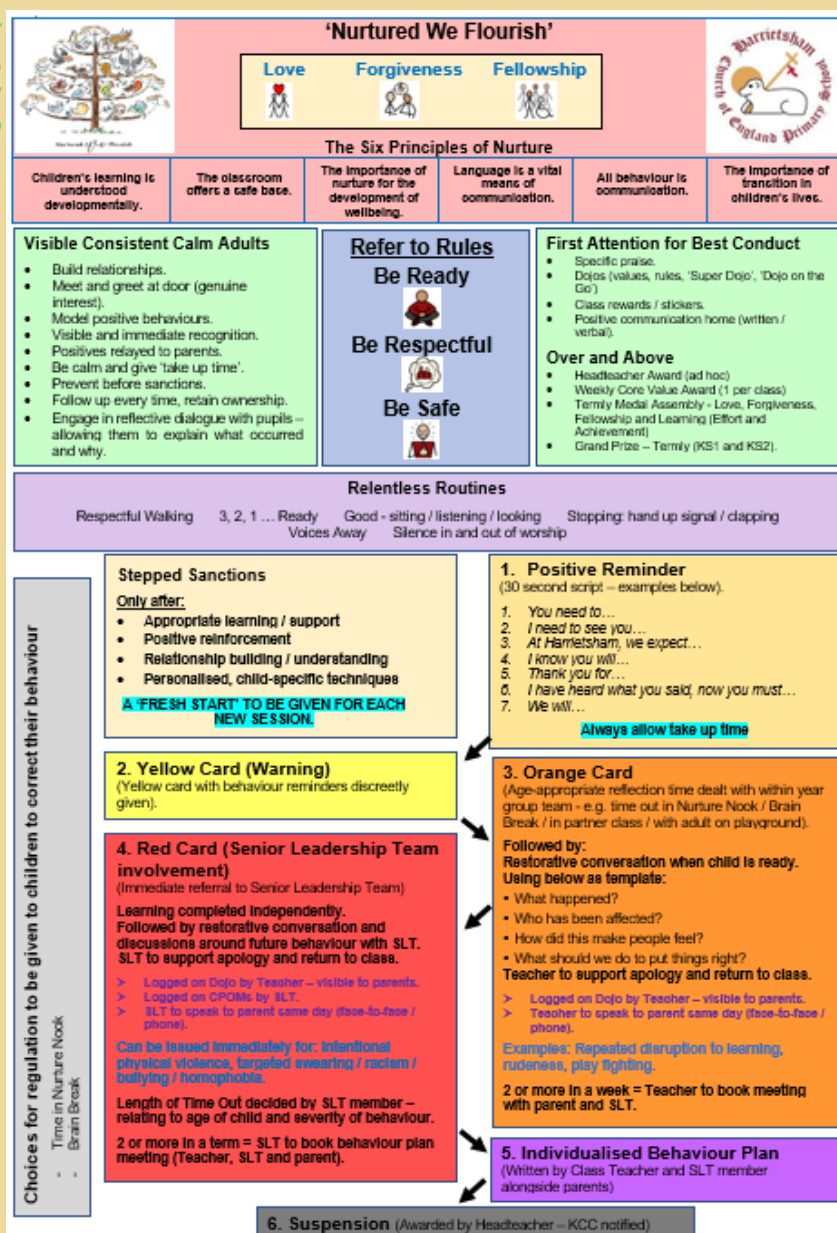 'Nurtured We Flourish'
Love Forgiveness Fellowship
Nurtured We Flourish
Harrietsham
Church of England Primary School
The Six Principles of Nurture
Children's learning is
understood
developmentally.
The classroom
offers a safe base.
The importance of
nurture for the
development of
wellbeing.
Language is a vital
means of
communication.
All behaviour is
communication.
The importance of
transition in
children's lives.
Visible Consistent Calm Adults
• Build relationships.
• Meet and greet at door (genuine
interest).
• Model positive behaviours.
• Visible and immediate recognition.
• Positives relayed to parents.
• Be calm and give 'take up time'.
• Prevent before sanctions.
• Follow up every time, retain ownership.
• Engage in reflective dialogue with pupils –
allowing them to explain what occurred
and why.
Refer to Rules
Be Ready
Be Respectful
Be Safe
First Attention for Best Conduct
• Specific praise.
• Dojos (values, rules, 'Super Dojo', 'Dojo on the
Go')
• Class rewards / stickers.
• Positive communication home (written /
verbal).
Over and Above
• Headteacher Award (ad hoc)
• Weekly Core Value Award (1 per class)
• Termly Medal Assembly - Love, Forgiveness,
Fellowship and Learning (Effort and
Achievement)
• Grand Prize – Termly (KS1 and KS2).
Relentless Routines
Respectful Walking 3, 2, 1 … Ready Good - sitting / listening / looking Stopping: hand up signal / clapping
Voices Away Silence in and out of worship
Choices for regulation to be given to children to correct their behaviour
- Time in Nurture Nook
- Brain Break
Stepped Sanctions
Only after:
• Appropriate learning / support
• Positive reinforcement
• Relationship building / understanding
• Personalised, child-specific techniques
A 'FRESH START' TO BE GIVEN FOR EACH
NEW SESSION.
1. Positive Reminder
(30 second script – examples below).
1. You need to…
2. I need to see you…
3. At Harrietsham, we expect…
4. I know you will…
5. Thank you for…
6. I have heard what you said, now you must…
7. We will…
Always allow take up time
2. Yellow Card (Warning)
(Yellow card with behaviour reminders discreetly
given).
3. Orange Card
(Age-appropriate reflection time dealt with within year
group team - e.g. time out in Nurture Nook / Brain
Break / in partner class / with adult on playground).
Followed by:
Restorative conversation when child is ready.
Using below as template:
▪ What happened?
▪ Who has been affected?
▪ How did this make people feel?
▪ What should we do to put things right?
Teacher to support apology and return to class.
➢ Logged on Dojo by Teacher – visible to parents.
➢ Teacher to speak to parent same day (face-to-face /
phone).
Examples: Repeated disruption to learning,
rudeness, play fighting.
2 or more in a week = Teacher to book meeting
with parent and SLT.
4. Red Card (Senior Leadership Team
involvement)
(Immediate referral to Senior Leadership Team)
Learning completed independently.
Followed by restorative conversation and
discussions around future behaviour with SLT.
SLT to support apology and return to class.
➢ Logged on Dojo by Teacher – visible to parents.
➢ Logged on CPOMs by SLT.
➢ SLT to speak to parent same day (face-to-face /
phone).
Can be issued immediately for: intentional
physical violence, targeted swearing / racism /
bullying / homophobia.
Length of Time Out decided by SLT member –
relating to age of child and severity of behaviour.
2 or more in a term = SLT to book behaviour plan
meeting (Teacher, SLT and parent).
5. Individualised Behaviour Plan
(Written by Class Teacher and SLT member
alongside parents)
6. Suspension (Awarded by Headteacher – KCC notified)